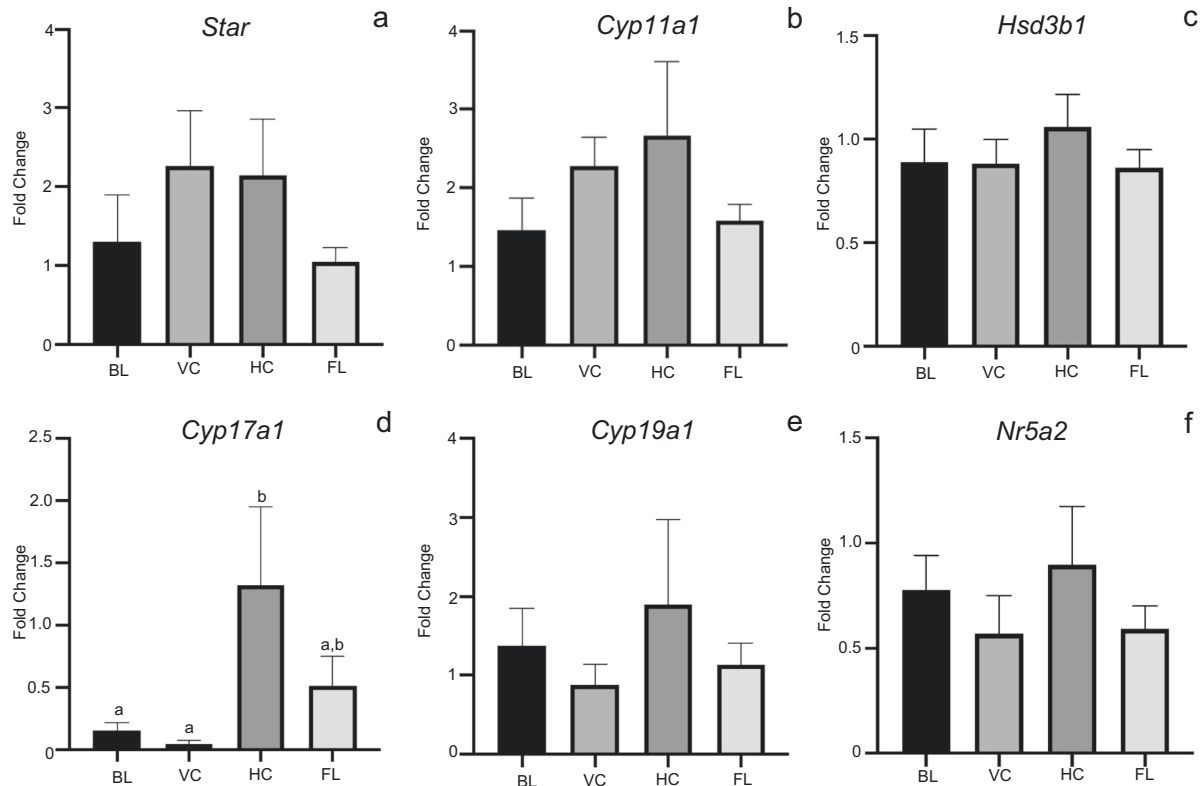 Star
a
Fold Change
4
3
2
1
0
BL VC HC FL
Cyp11a1
b
Fold Change
4
3
2
1
0
BL VC HC FL
Hsd3b1
c
Fold Change
1.5
1.0
0.5
0
BL VC HC FL
Cyp17a1
d
Fold Change
2.5
2.0
1.5
1.0
0.5
0
a
a
b
a,b
BL VC HC FL
Cyp19a1
e
Fold Change
4
3
2
1
0
BL VC HC FL
Nr5a2
f
Fold Change
1.5
1.0
0.5
0
BL VC HC FL